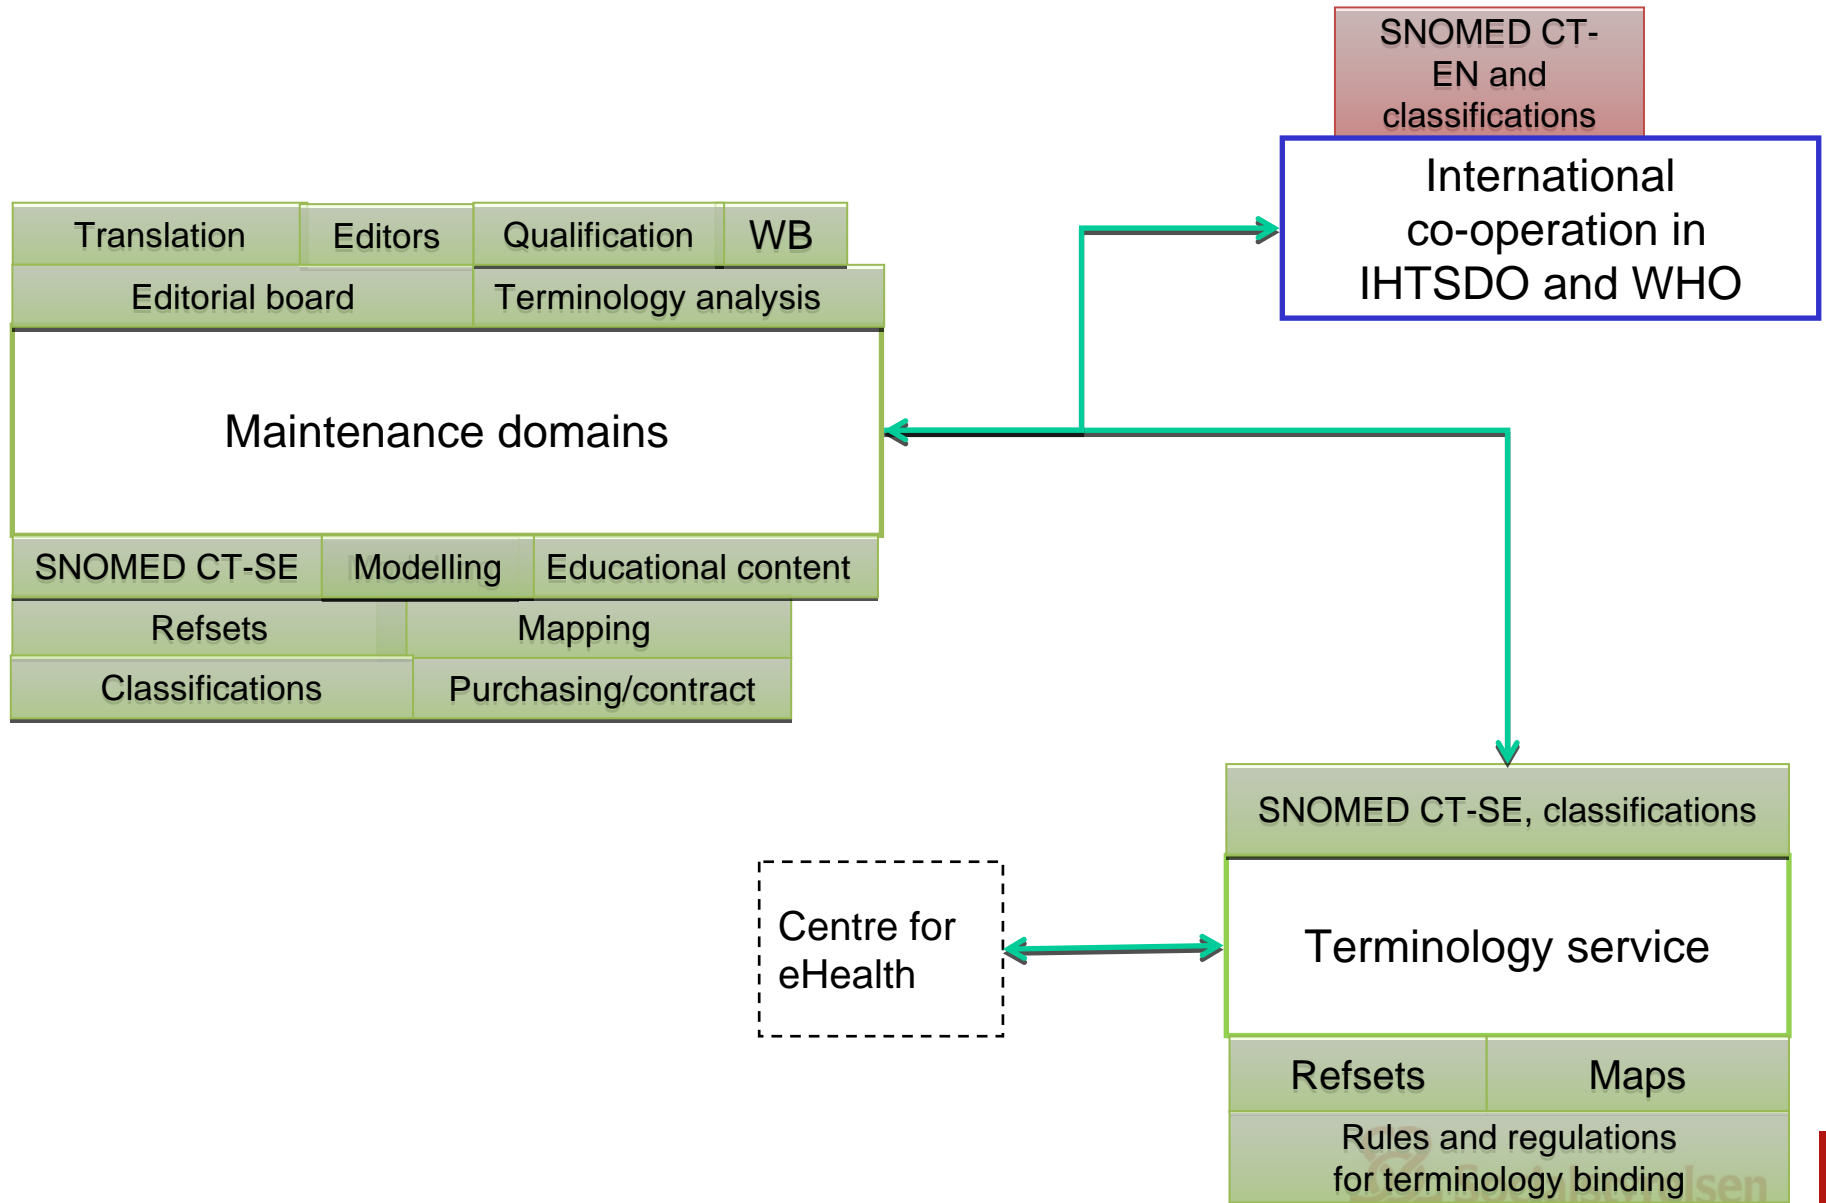 SNOMED CT-
EN and
classifications
International
co-operation in
IHTSDO and WHO
Translation
Editors
Qualification
WB
Editorial board
Terminology analysis
Maintenance domains
SNOMED CT-SE
Modelling
Educational content
Refsets
Mapping
Classifications
Purchasing/contract
SNOMED CT-SE, classifications
Centre for
eHealth
Terminology service
Refsets
Maps
Rules and regulations
for terminology binding